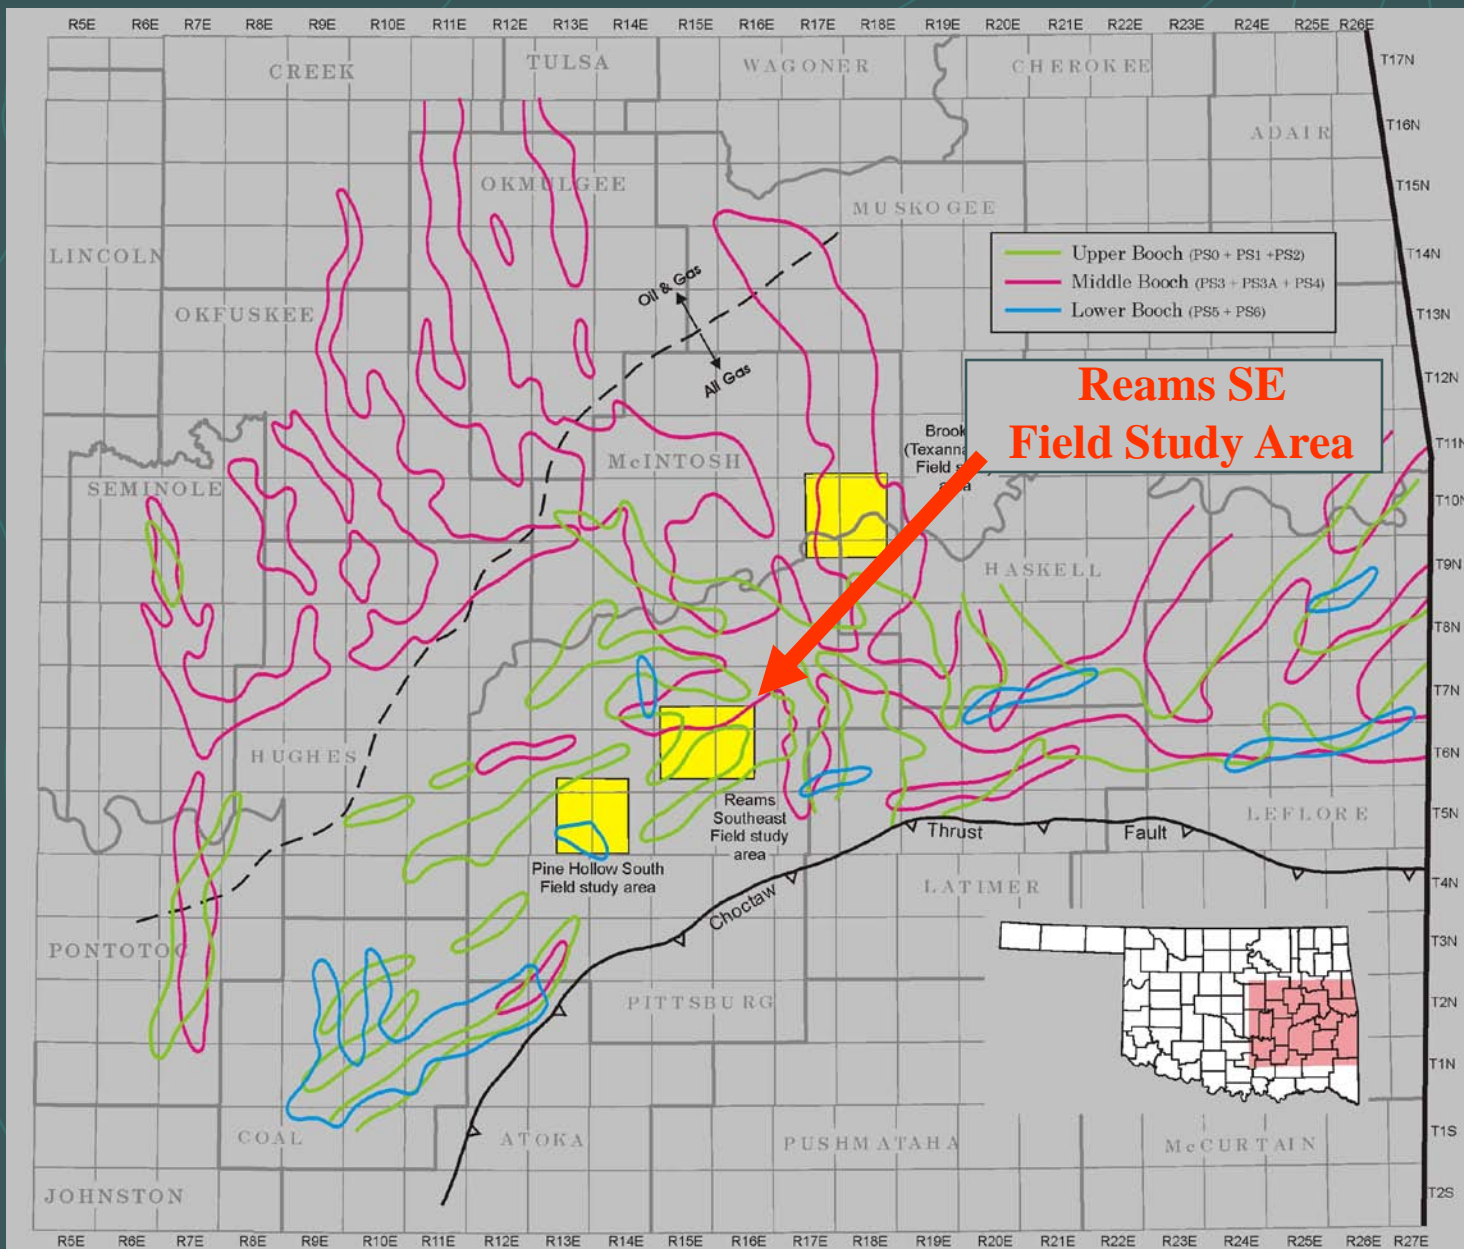 R5E R6E R7E R8E R9E R10E R11E R12E R13E R14E R15E R16E R17E R18E R19E R20E R21E R22E R23E R24E R25E R26E
T17N
CREEK
TULSA
WAGONER
CHEROKEE
T16N
ADAIR
OKMULGEE
T15N
MUSKOGEE
LINCOLN
T14N
Upper Booch (PS0 + PS1 +PS2)
Middle Booch (PS3 + PS3A + PS4)
Lower Booch (PS5 + PS6)
Oil & Gas
All Gas
OKFUSKEE
T13N
T12N
Reams SE
Field Study Area
Brook
(Texanna
Field
T11N
McINTOSH
SEMINOLE
T10N
HASKELL
T9N
T8N
T7N
HUGHES
T6N
Reams
Southeast
Field study
area
LEFLORE
T5N
Thrust Fault
Pine Hollow South
Field study area
Choctaw
LATIMER
T4N
PONTOTOC
T3N
PITTSBURG
T2N
T1N
COAL
ATOKA
PUSHMATAHA
McCURTAIN
T1S
JOHNSTON
T2S
R5E R6E R7E R8E R9E R10E R11E R12E R13E R14E R15E R16E R17E R18E R19E R20E R21E R22E R23E R24E R25E R26E R27E